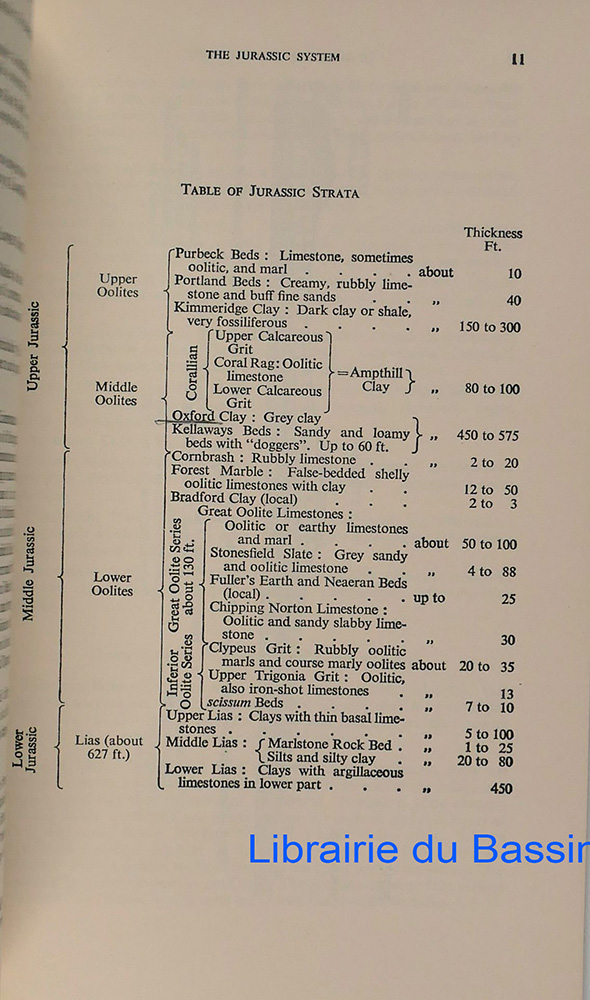 THE JURASSIC SYSTEM 11
TABLE OF JURASSIC STRATA
Thickness
Ft.
Upper Jurassic
Upper
Oolites
Purbeck Beds : Limestone, sometimes
oolitic, and marl . . . . about 10
Portland Beds : Creamy, rubbly lime-
stone and buff fine sands . . „ 40
Kimmeridge Clay : Dark clay or shale,
very fossiliferous . . . . „ 150 to 300
Middle
Oolites
Corallian
Upper Calcareous
Grit
Coral Rag: Oolitic
limestone
Lower Calcareous
Grit
= Ampthill
Clay „ 80 to 100
Oxford Clay : Grey clay
Kellaways Beds : Sandy and loamy
beds with "doggers". Up to 60 ft. „ 450 to 575
Middle Jurassic
Lower
Oolites
Cornbrash : Rubbly limestone . . „ 2 to 20
Forest Marble : False-bedded shelly
oolitic limestones with clay . . 12 to 50
Bradford Clay (local) . . . 2 to 3
Great Oolite Series
about 130 ft.
Great Oolite Limestones :
Oolitic or earthy limestones
and marl . . . . about 50 to 100
Stonesfield Slate : Grey sandy
and oolitic limestone . . „ 4 to 88
Fuller's Earth and Neaeran Beds
(local) . . . . . up to 25
Chipping Norton Limestone :
Oolitic and sandy slabby lime-
stone . . . . . „ 30
Inferior
Oolite Series
Clypeus Grit : Rubbly oolitic
marls and course marly oolites about 20 to 35
Upper Trigonia Grit : Oolitic,
also iron-shot limestones . „ 13
scissum Beds . . . . „ 7 to 10
Lower
Jurassic
Lias (about
627 ft.)
Upper Lias : Clays with thin basal lime-
stones . . . . . . „ 5 to 100
Middle Lias : Marlstone Rock Bed . „ 1 to 25
Silts and silty clay . „ 20 to 80
Lower Lias : Clays with argillaceous
limestones in lower part . . . „ 450
Librairie du Bassin